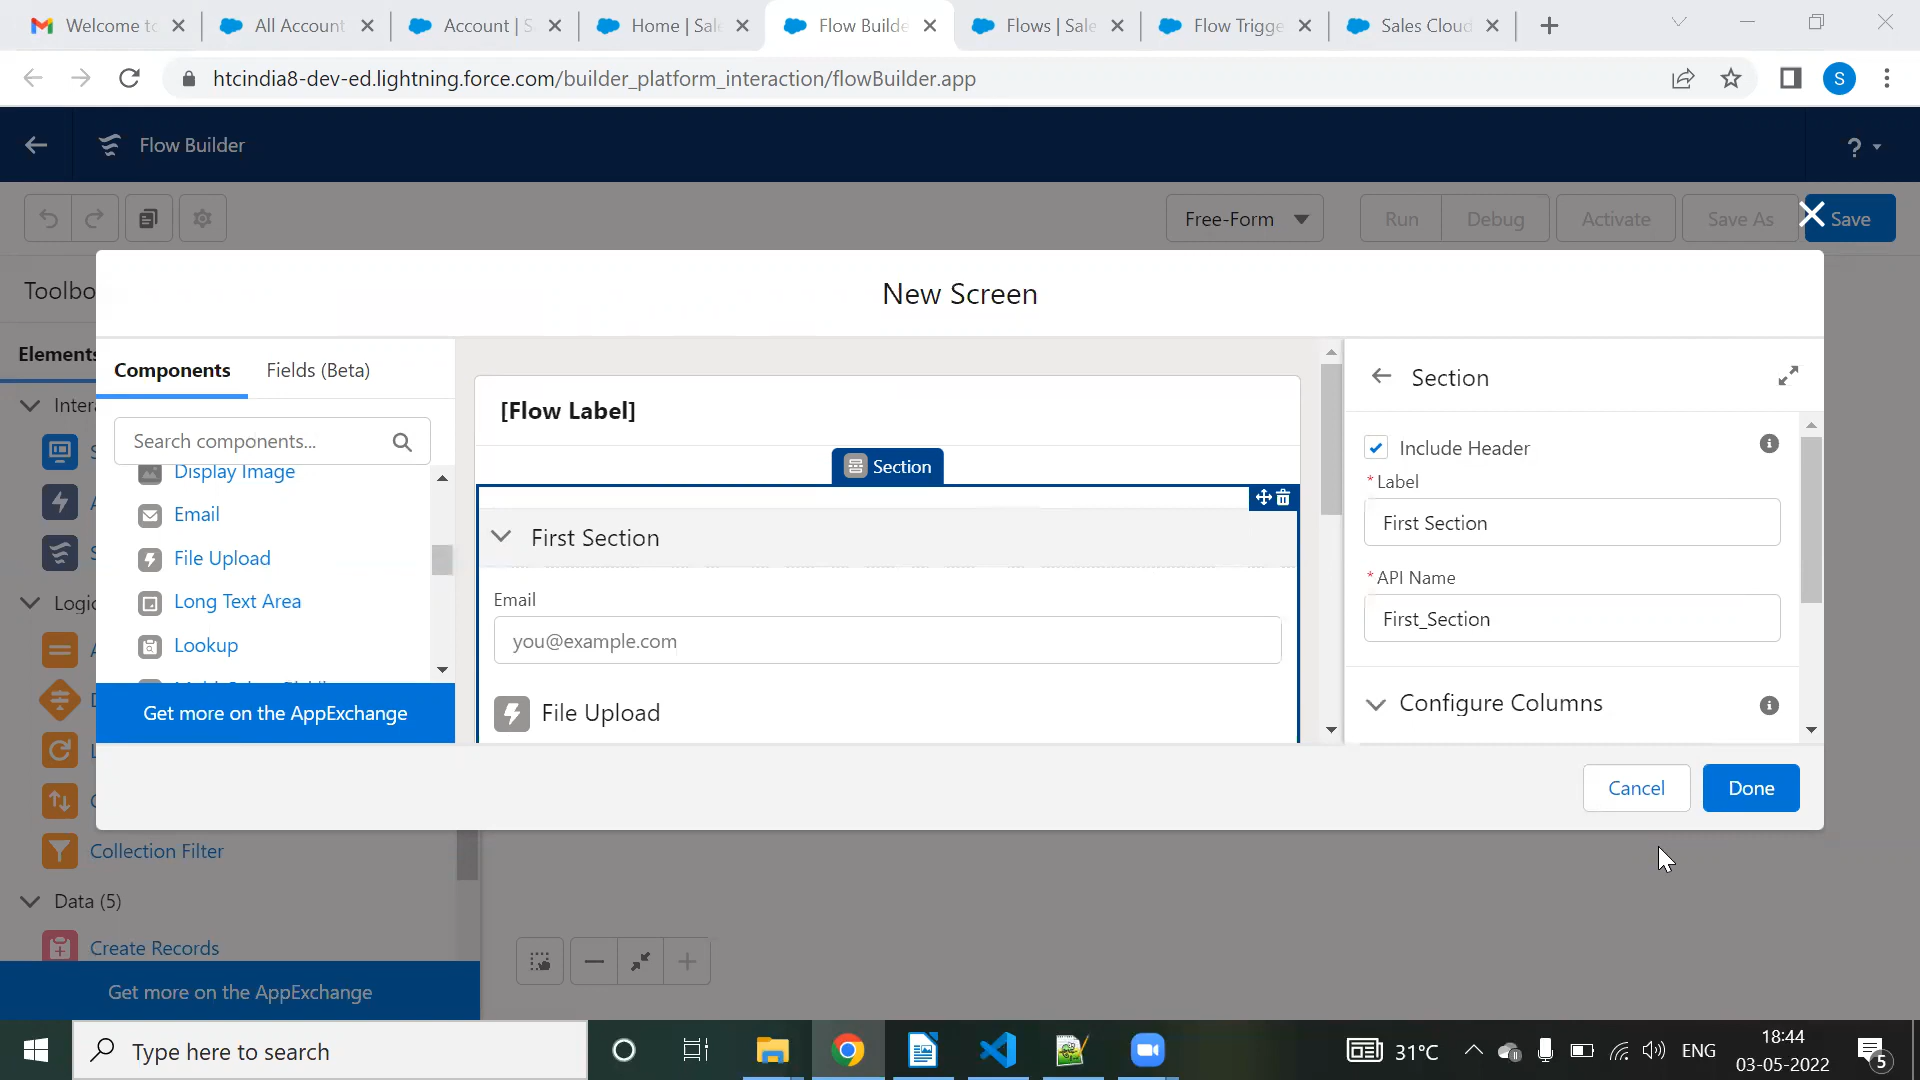 Welcome to
All Account
Account | S
Home | Sale
Flow Builde
Flows | Sale
Flow Trigge
Sales Cloud
htcindia8-dev-ed.lightning.force.com/builder_platform_interaction/flowBuilder.app
S
Flow Builder
?
Free-Form
Run
Debug
Activate
Save As
Save
Toolbo
New Screen
Elements
Components
Fields (Beta)
Search components...
Display Image
Email
File Upload
Long Text Area
Lookup
Get more on the AppExchange
[Flow Label]
Section
First Section
Email
you@example.com
File Upload
Section
Include Header
*Label
First Section
*API Name
First_Section
Configure Columns
Cancel
Done
Inter
Logic
Collection Filter
Data (5)
Create Records
Get more on the AppExchange
Type here to search
31°C
ENG
18:44
03-05-2022
5